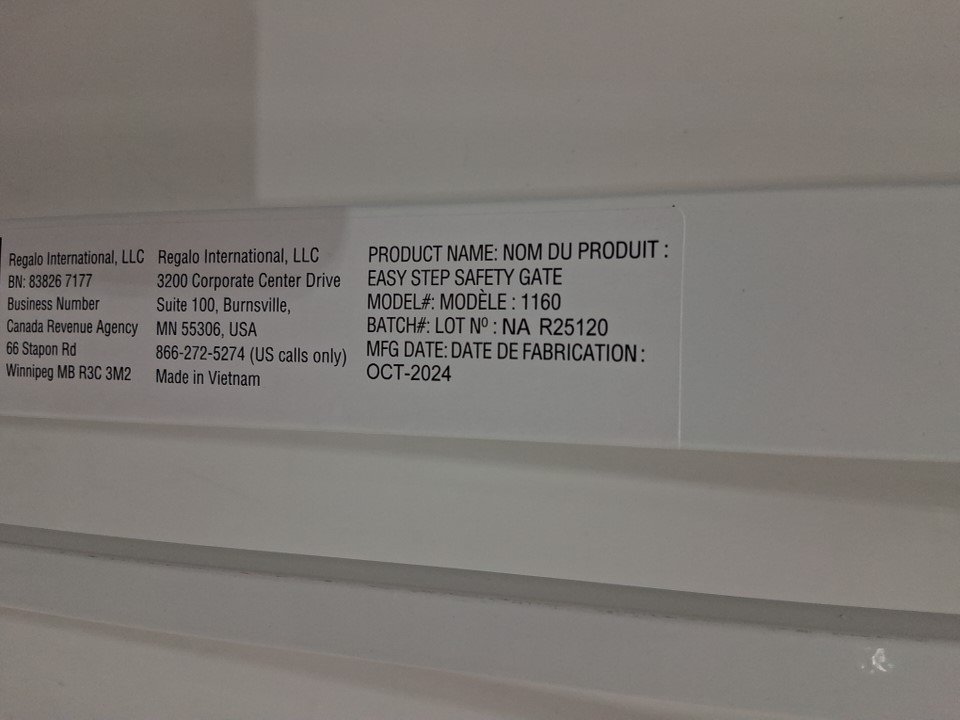 Regalo International, LLC
BN: 83826 7177
Business Number
Canada Revenue Agency
66 Stapon Rd
Winnipeg MB R3C 3M2
Regalo International, LLC
3200 Corporate Center Drive
Suite 100, Burnsville,
MN 55306, USA
866-272-5274 (US calls only)
Made in Vietnam
PRODUCT NAME: NOM DU PRODUIT :
EASY STEP SAFETY GATE
MODEL#: MODÈLE : 1160
BATCH#: LOT Nº : NA R25120
MFG DATE: DATE DE FABRICATION :
OCT-2024